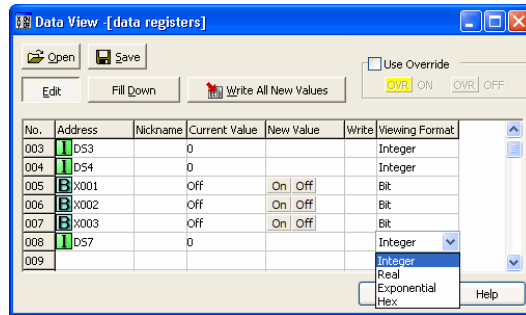 Data View -[data registers]
Open Save Use Override
Edit Fill Down Write All New Values OVR ON OVR OFF
No. Address Nickname Current Value New Value Write Viewing Format
003 I DS3 0 Integer
004 I DS4 0 Integer
005 B X001 Off On Off Bit
006 B X002 Off On Off Bit
007 B X003 Off On Off Bit
008 I DS7 0 Integer
009 Integer
Real
Exponential
Hex Help